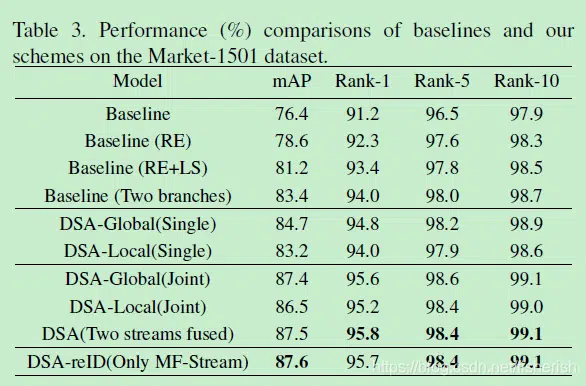 Table 3. Performance (%) comparisons of baselines and our
schemes on the Market-1501 dataset.
Model mAP Rank-1 Rank-5 Rank-10
Baseline 76.4 91.2 96.5 97.9
Baseline (RE) 78.6 92.3 97.6 98.3
Baseline (RE+LS) 81.2 93.4 97.8 98.5
Baseline (Two branches) 83.4 94.0 98.0 98.7
DSA-Global(Single) 84.7 94.8 98.2 98.9
DSA-Local(Single) 83.2 94.0 97.9 98.6
DSA-Global(Joint) 87.4 95.6 98.6 99.1
DSA-Local(Joint) 86.5 95.2 98.4 99.0
DSA(Two streams fused) 87.5 95.8 98.4 99.1
DSA-reID(Only MF-Stream) 87.6 95.7 98.4 99.1